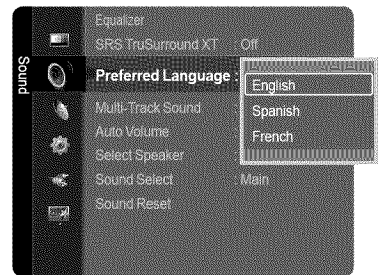 Sound
Equalizer
SRS TruSurround XT : Off
Preferred Language :
English
Spanish
French
Multi-Track Sound :
Auto Volume :
Select Speaker :
Sound Select : Main
Sound Reset